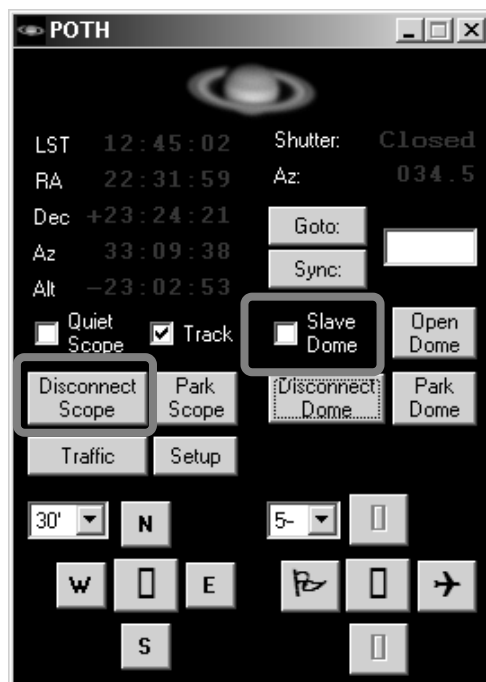 POTH
LST 12:45:02
RA 22:31:59
Dec +23:24:21
Az 33:09:38
Alt -23:02:53
Shutter: Closed
Az: 034.5
Goto:
Sync:
Quiet Scope
Track
Slave Dome
Open Dome
Disconnect Scope
Park Scope
Disconnect Dome
Park Dome
Traffic
Setup
30'
N
W
E
S
5-